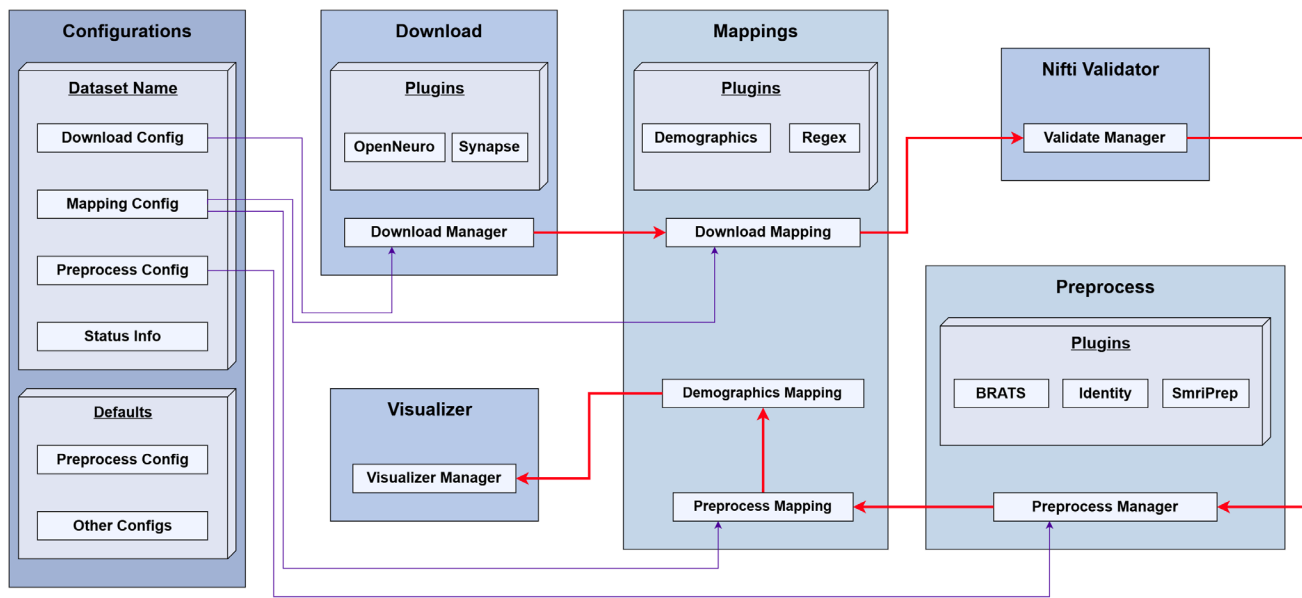 Configurations
Dataset Name
Download Config
Mapping Config
Preprocess Config
Status Info
Defaults
Preprocess Config
Other Configs
Download
Plugins
OpenNeuro
Synapse
Download Manager
Visualizer
Visualizer Manager
Mappings
Plugins
Demographics
Regex
Download Mapping
Demographics Mapping
Preprocess Mapping
Nifti Validator
Validate Manager
Preprocess
Plugins
BRATS
Identity
SmriPrep
Preprocess Manager